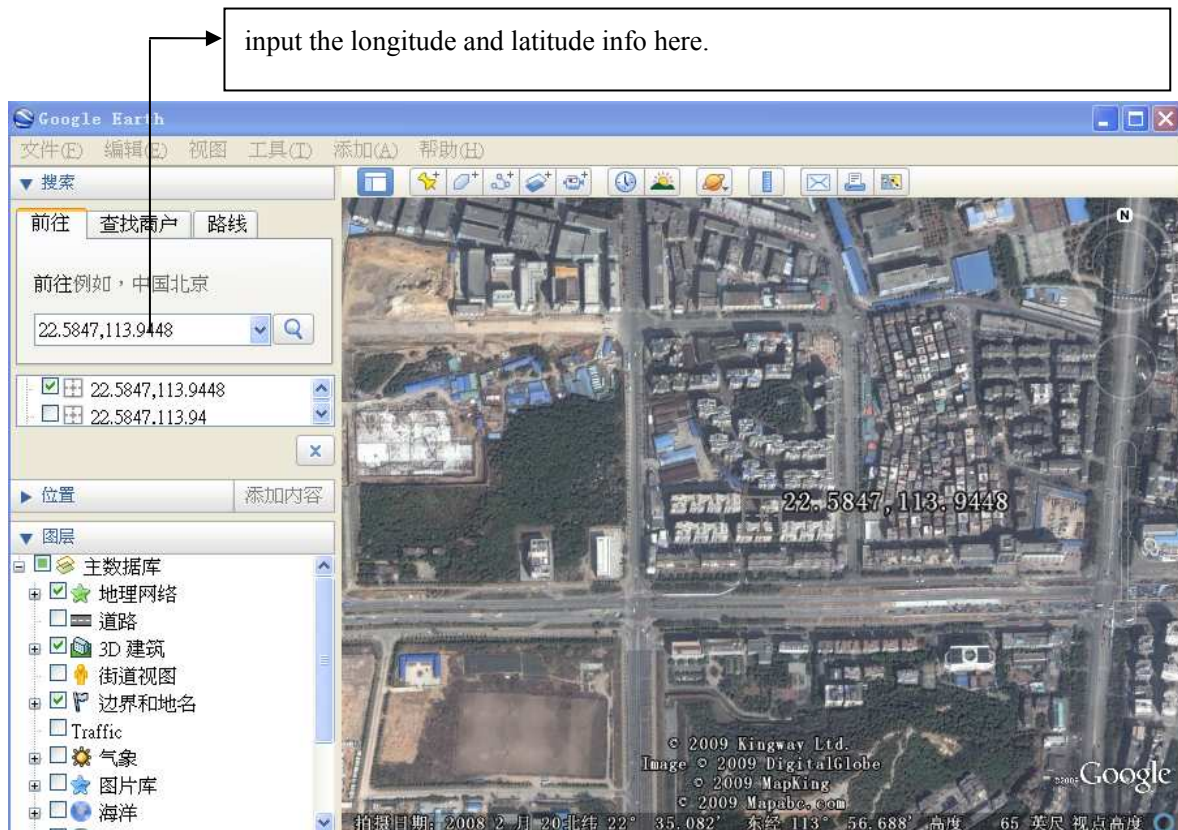 input the longitude and latitude info here.
Google Earth
文件(F) 编辑(E) 视图 工具(T) 添加(A) 帮助(H)
搜索
前往 查找商户 路线
前往例如，中国北京
22.5847,113.9448
22.5847,113.9448
22.5847,113.94
位置 添加内容
图层
主数据库
地理网络
道路
3D 建筑
街道视图
边界和地名
Traffic
气象
图片库
海洋
N
22.5847,113.9448
© 2009 Kingway Ltd.
Image © 2009 DigitalGlobe
© 2009 MapKing
© 2009 Mapabc.com
©2009 Google
拍摄日期: 2008 2 月 20 北纬 22° 35.082' 东经 113° 56.688' 高度 65 英尺 视点高度